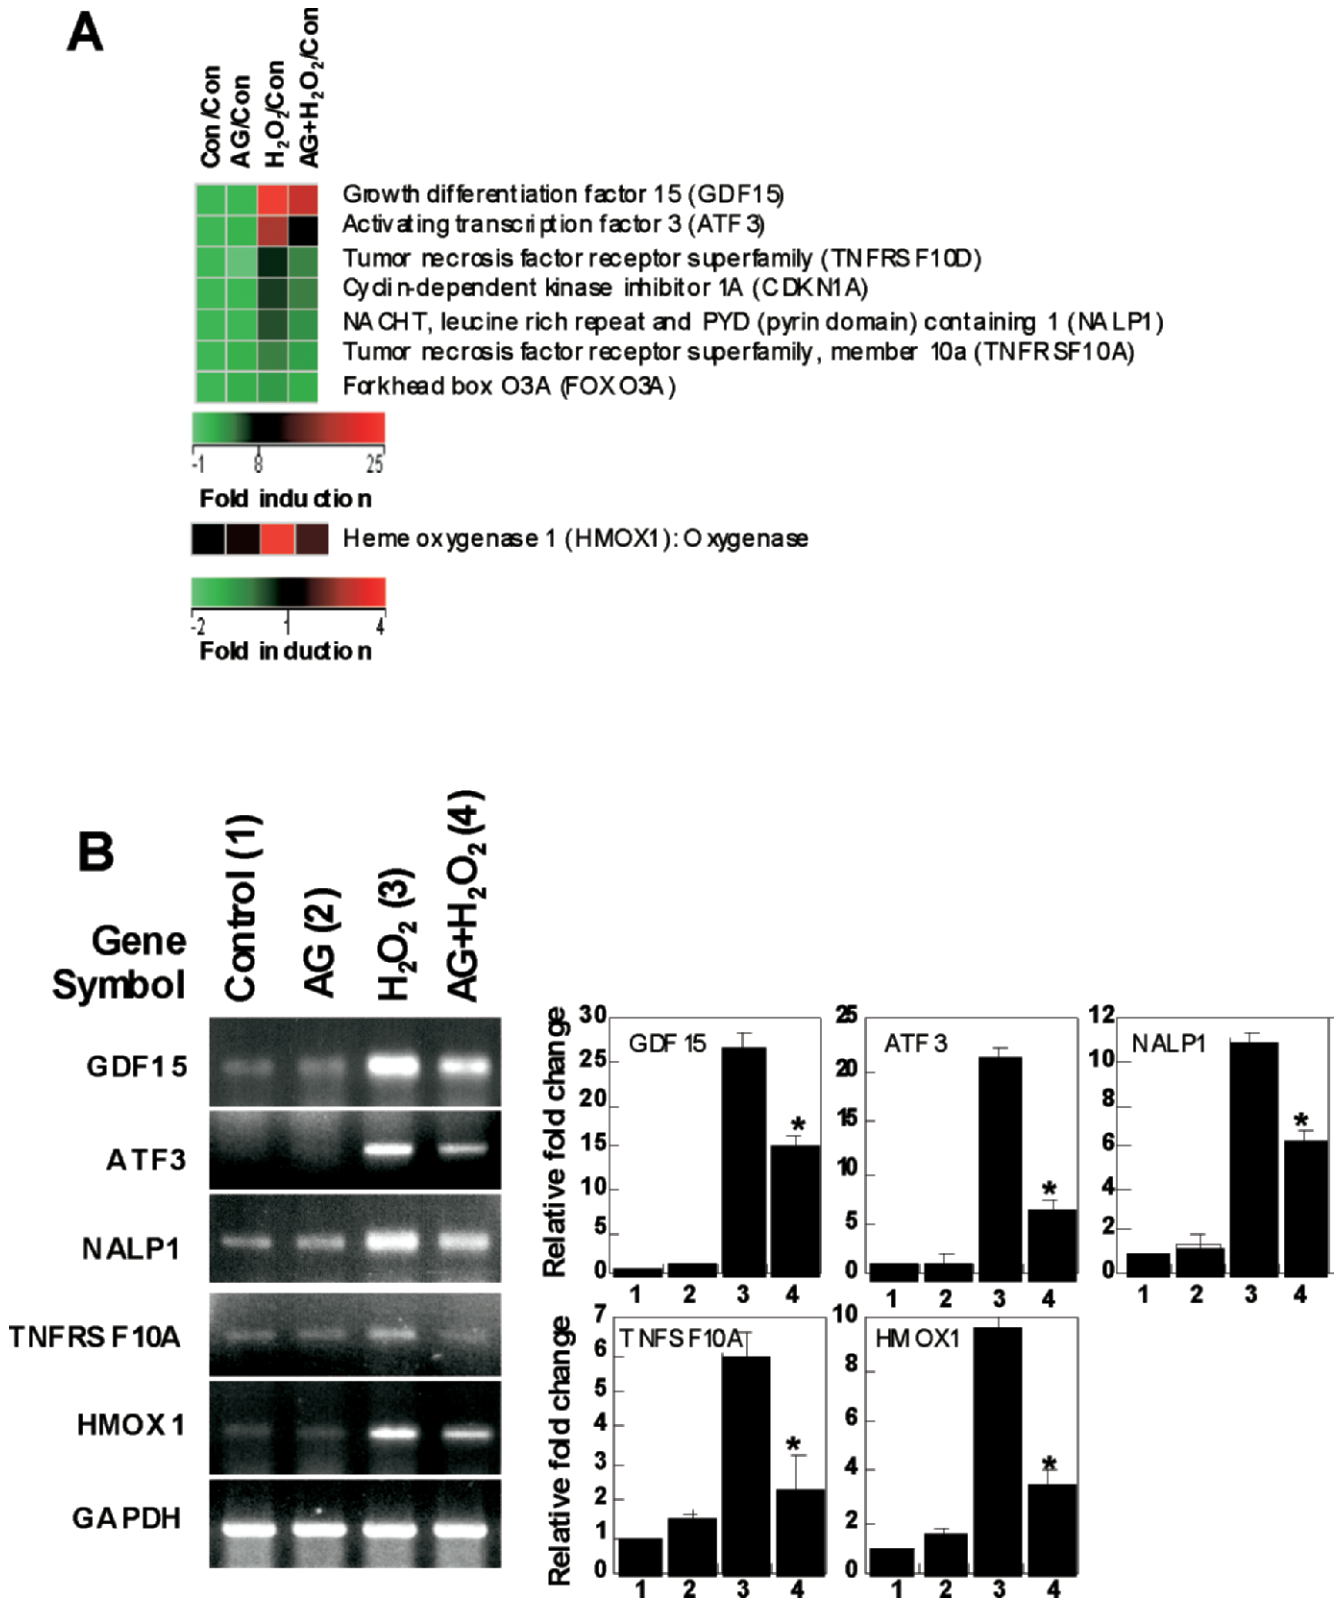 A
Con/Con
AG/Con
H2O2/Con
AG+H2O2/Con
Growth differentiation factor 15 (GDF15)
Activating transcription factor 3 (ATF3)
Tumor necrosis factor receptor superfamily (TNFRSF10D)
Cyclin-dependent kinase inhibitor 1A (CDKN1A)
NACHT, leucine rich repeat and PYD (pyrin domain) containing 1 (NALP1)
Tumor necrosis factor receptor superfamily, member 10a (TNFRSF10A)
Forkhead box O3A (FOXO3A)
-1 8 25
Fold induction
Heme oxygenase 1 (HMOX1): Oxygenase
-2 1 4
Fold induction
B
Gene
Symbol
Control (1)
AG (2)
H2O2 (3)
AG+H2O2 (4)
GDF15
ATF3
NALP1
TNFRSF10A
HMOX1
GAPDH
Relative fold change
30
25
20
15
10
5
0
GDF15
*
1 2 3 4
25
20
15
10
5
0
ATF3
*
1 2 3 4
12
10
8
6
4
2
0
NALP1
*
1 2 3 4
Relative fold change
7
6
5
4
3
2
1
0
TNFSF10A
*
1 2 3 4
10
8
6
4
2
0
HMOX1
*
1 2 3 4